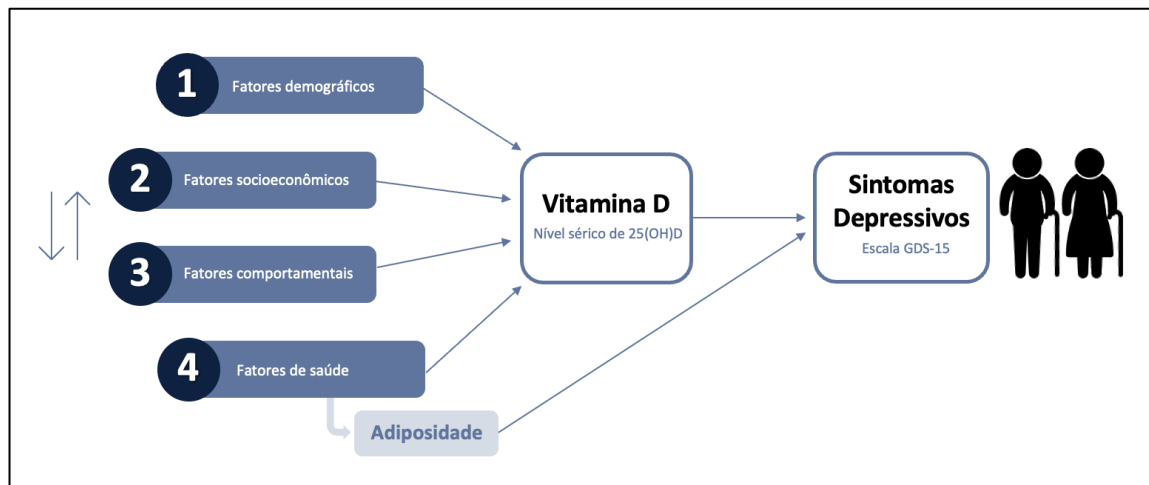 1
Fatores demográficos
2
Fatores socioeconômicos
3
Fatores comportamentais
4
Fatores de saúde
Adiposidade
Vitamina D
Nível sérico de 25(OH)D
Sintomas
Depressivos
Escala GDS-15